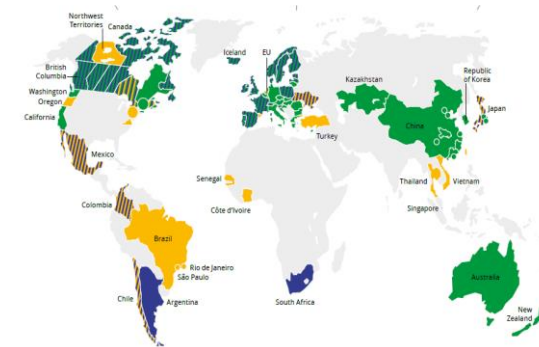 Northwest
Territories
Canada
British
Columbia
Washington
Oregon
California
Mexico
Colombia
Brazil
Rio de Janeiro
São Paulo
Chile
Argentina
Iceland
EU
Turkey
Senegal
Côte d'Ivoire
South Africa
Kazakhstan
China
Republic
of Korea
Japan
Thailand
Vietnam
Singapore
Australia
New
Zealand